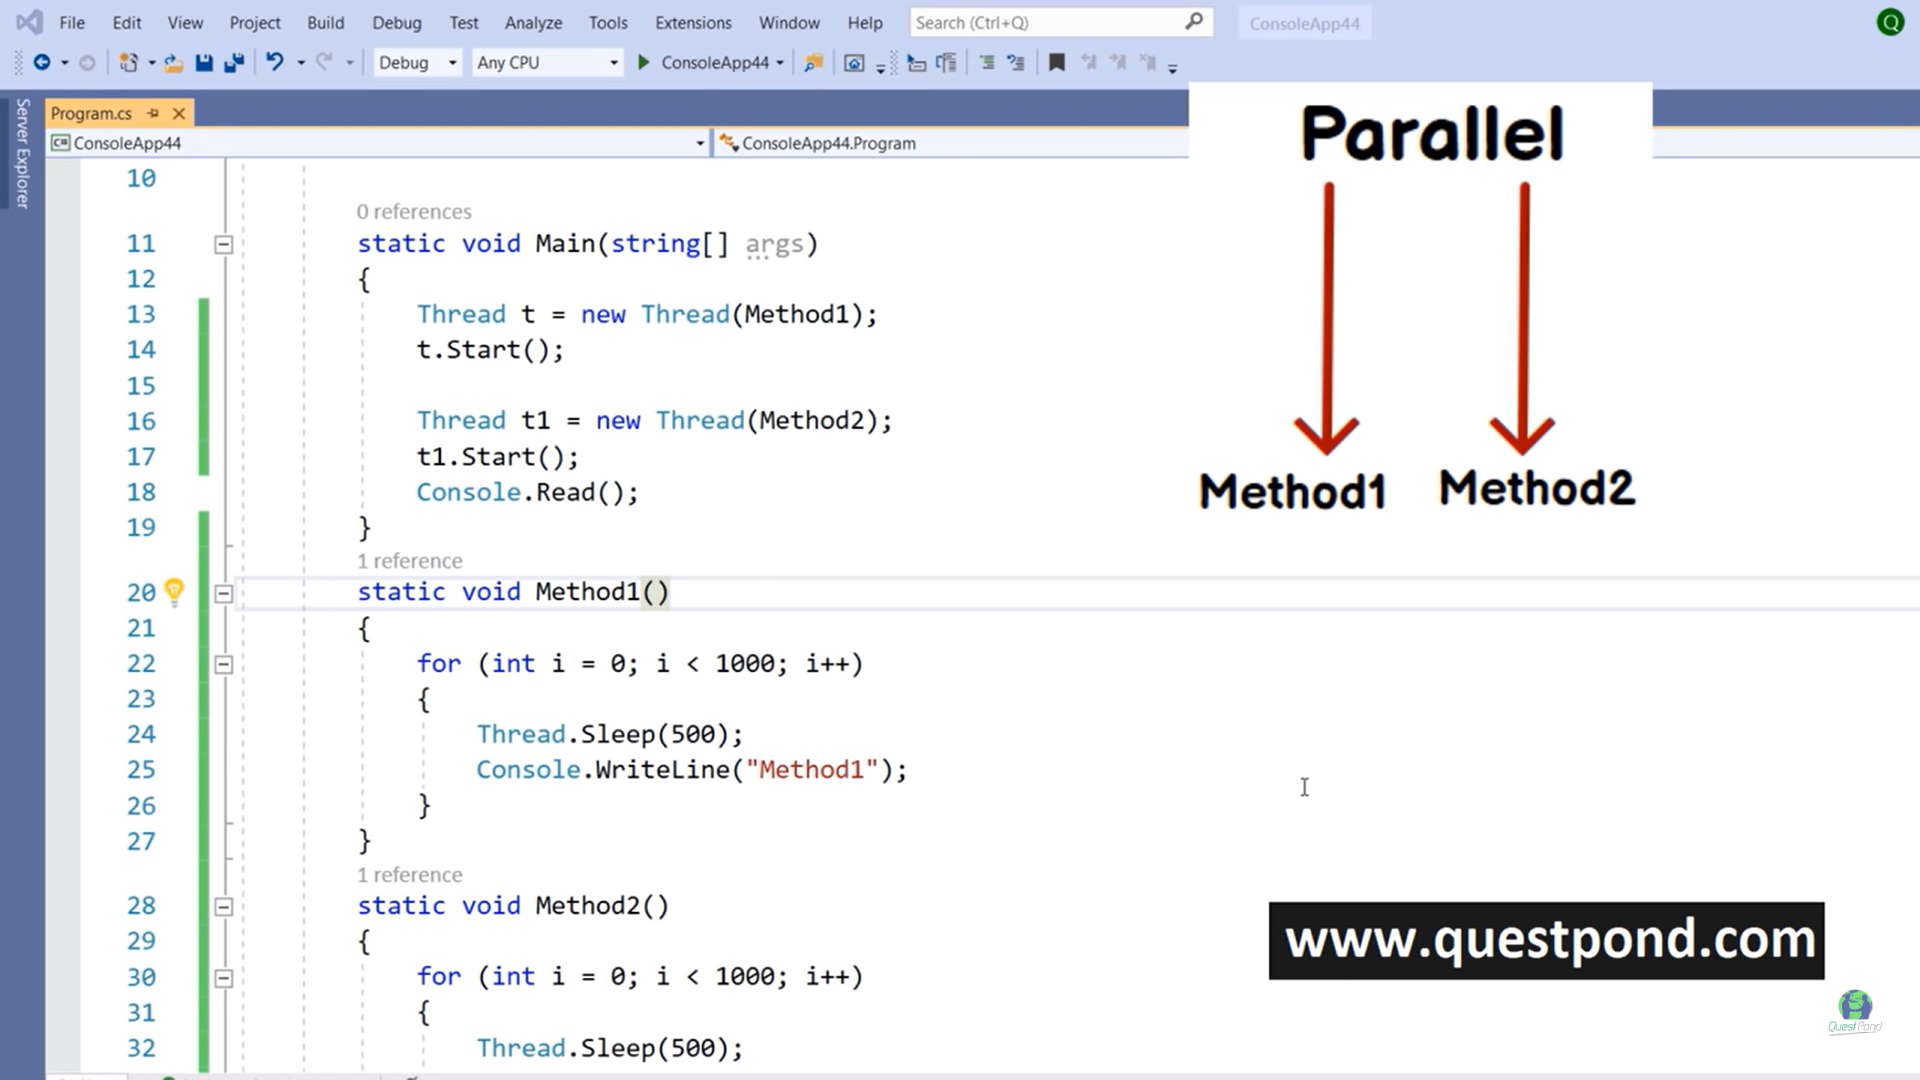 File Edit View Project Build Debug Test Analyze Tools Extensions Window Help Search (Ctrl+Q) ConsoleApp44 Q
Debug Any CPU ConsoleApp44
Server Explorer
Program.cs
C# ConsoleApp44 ConsoleApp44.Program
Parallel
Method1 Method2
10
0 references
11 static void Main(string[] args)
12 {
13 Thread t = new Thread(Method1);
14 t.Start();
15
16 Thread t1 = new Thread(Method2);
17 t1.Start();
18 Console.Read();
19 }
1 reference
20 static void Method1()
21 {
22 for (int i = 0; i < 1000; i++)
23 {
24 Thread.Sleep(500);
25 Console.WriteLine("Method1");
26 }
27 }
1 reference
28 static void Method2()
29 {
30 for (int i = 0; i < 1000; i++)
31 {
32 Thread.Sleep(500);
www.questpond.com
QuestPond